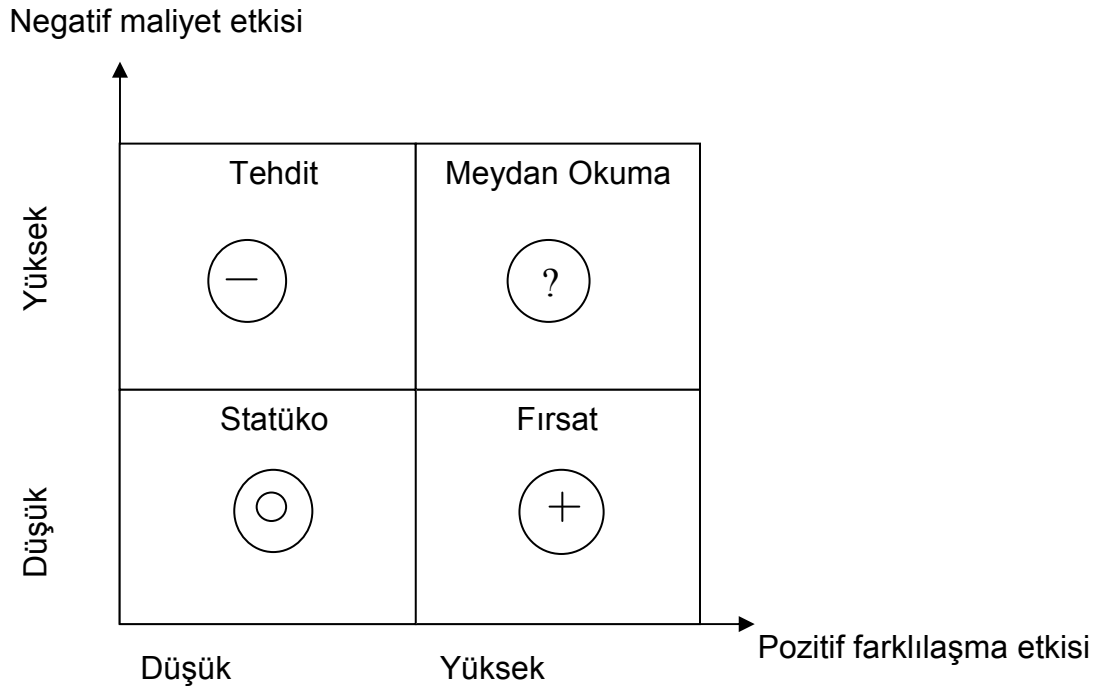 Negatif maliyet etkisi
Tehdit
Meydan Okuma
Yüksek
–
?
Statüko
Fırsat
Düşük
+
Pozitif farklılaşma etkisi
Düşük
Yüksek